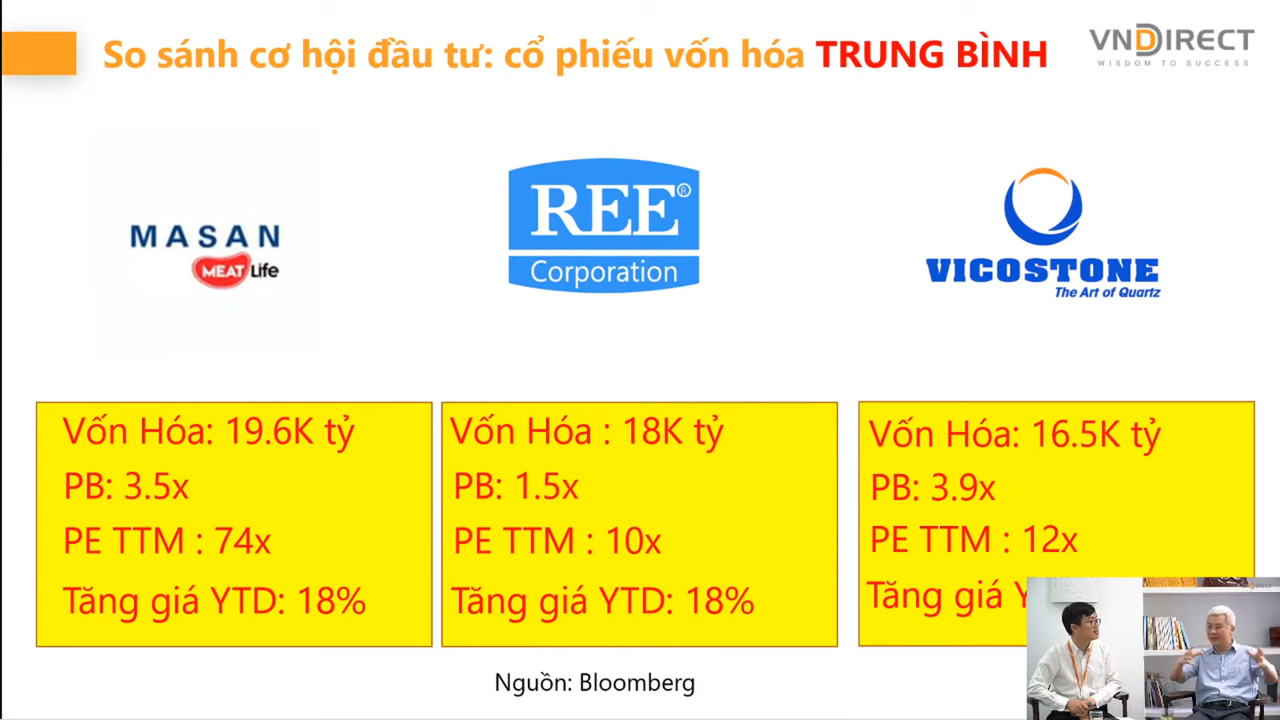 So sánh cơ hội đầu tư: cổ phiếu vốn hóa TRUNG BÌNH
VNDIRECT
WISDOM TO SUCCESS
MASAN
MEAT Life
REE®
Corporation
VICOSTONE
The Art of Quartz
Vốn Hóa: 19.6K tỷ
PB: 3.5x
PE TTM : 74x
Tăng giá YTD: 18%
Vốn Hóa : 18K tỷ
PB: 1.5x
PE TTM : 10x
Tăng giá YTD: 18%
Vốn Hóa: 16.5K tỷ
PB: 3.9x
PE TTM : 12x
Tăng giá
Nguồn: Bloomberg